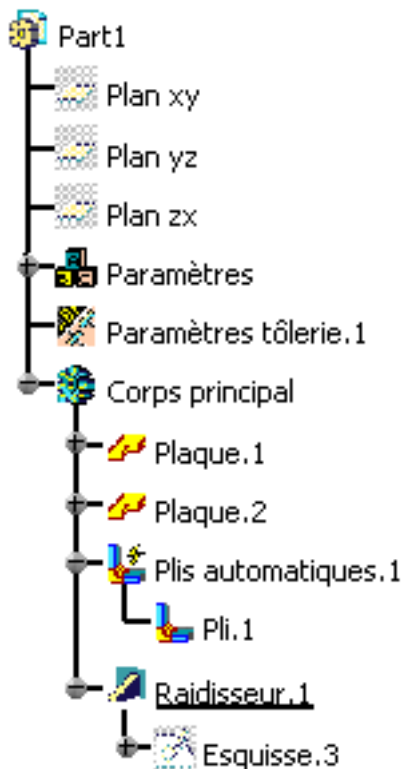 Part1
Plan xy
Plan yz
Plan zx
Paramètres
Paramètres tôlerie.1
Corps principal
Plaque.1
Plaque.2
Plis automatiques.1
Pli.1
Raidisseur.1
Esquisse.3